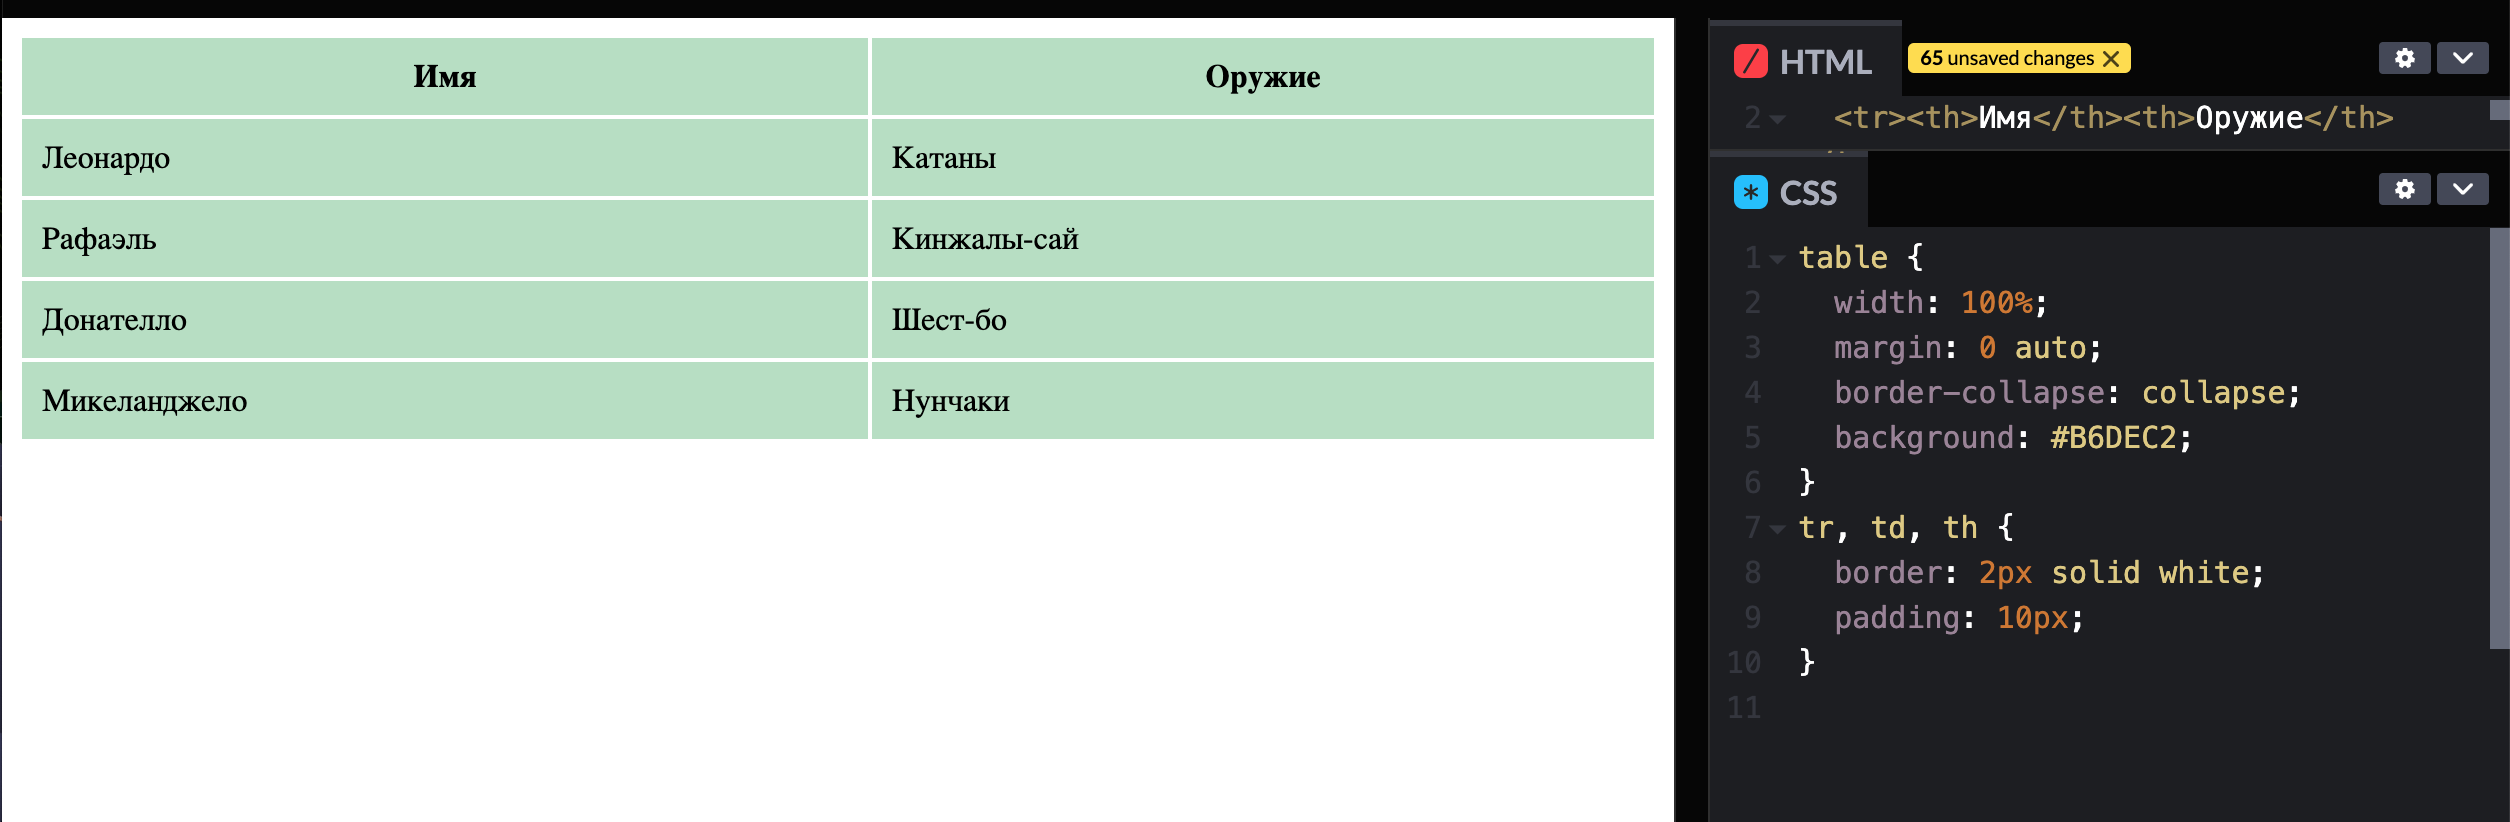 Имя Оружие
Леонардо Катаны
Рафаэль Кинжалы-сай
Донателло Шест-бо
Микеланджело Нунчаки
HTML 65 unsaved changes
2 <tr><th>Имя</th><th>Оружие</th>
CSS
1 table {
2 width: 100%;
3 margin: 0 auto;
4 border-collapse: collapse;
5 background: #B6DEC2;
6 }
7 tr, td, th {
8 border: 2px solid white;
9 padding: 10px;
10 }
11